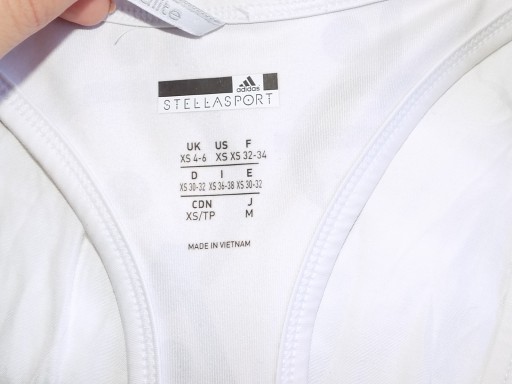 lite
adidas
STELLASPORT
UK US F
XS 4-6 XS XS 32-34
D I E
XS 30-32 XS 36-38 XS 30-32
CDN J
XS/TP M
MADE IN VIETNAM